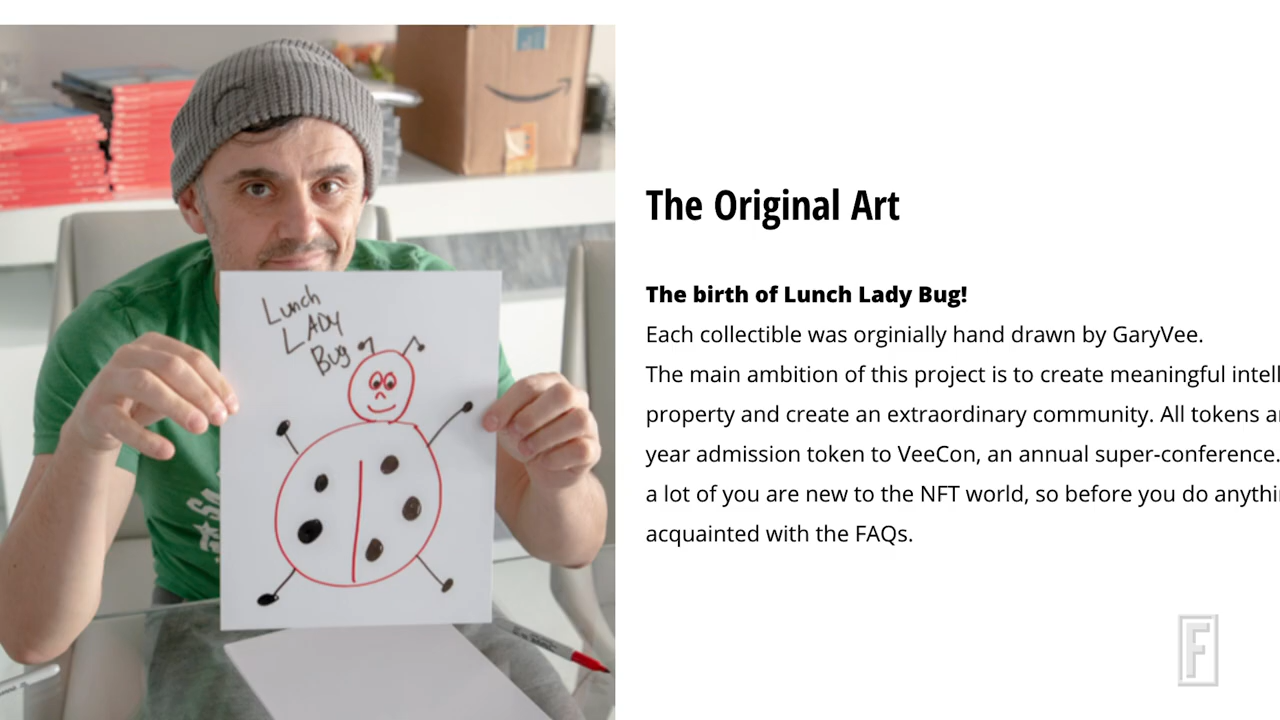 Lunch
LADY
Bug
The Original Art
The birth of Lunch Lady Bug!
Each collectible was orginially hand drawn by GaryVee.
The main ambition of this project is to create meaningful intell
property and create an extraordinary community. All tokens a
year admission token to VeeCon, an annual super-conference.
a lot of you are new to the NFT world, so before you do anythi
acquainted with the FAQs.
F